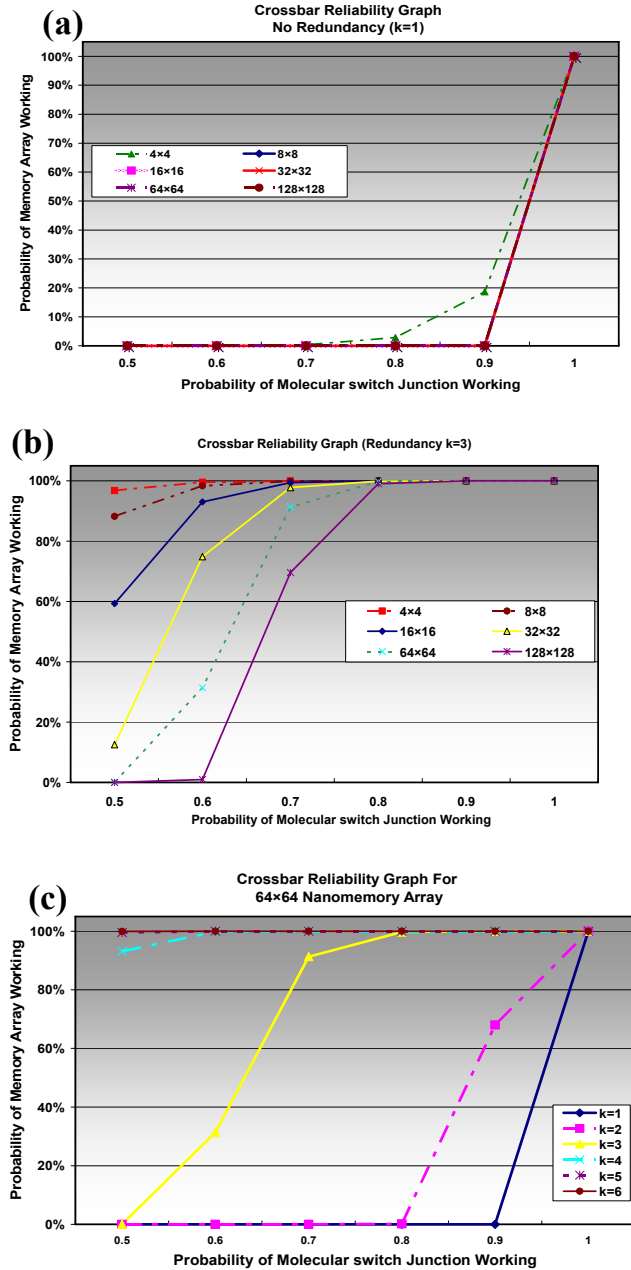 (a)
Crossbar Reliability Graph
No Redundancy (k=1)
Probability of Memory Array Working
100%
90%
80%
70%
60%
50%
40%
30%
20%
10%
0%
4×4
8×8
16×16
32×32
64×64
128×128
0.5
0.6
0.7
0.8
0.9
1
Probability of Molecular switch Junction Working
(b)
Crossbar Reliability Graph (Redundancy k=3)
Probability of Memory Array Working
100%
80%
60%
40%
20%
0%
4×4
8×8
16×16
32×32
64×64
128×128
0.5
0.6
0.7
0.8
0.9
1
Probability of Molecular switch Junction Working
(c)
Crossbar Reliability Graph For
64×64 Nanomemory Array
Probability of Memory Array Working
100%
80%
60%
40%
20%
0%
k=1
k=2
k=3
k=4
k=5
k=6
0.5
0.6
0.7
0.8
0.9
1
Probability of Molecular switch Junction Working